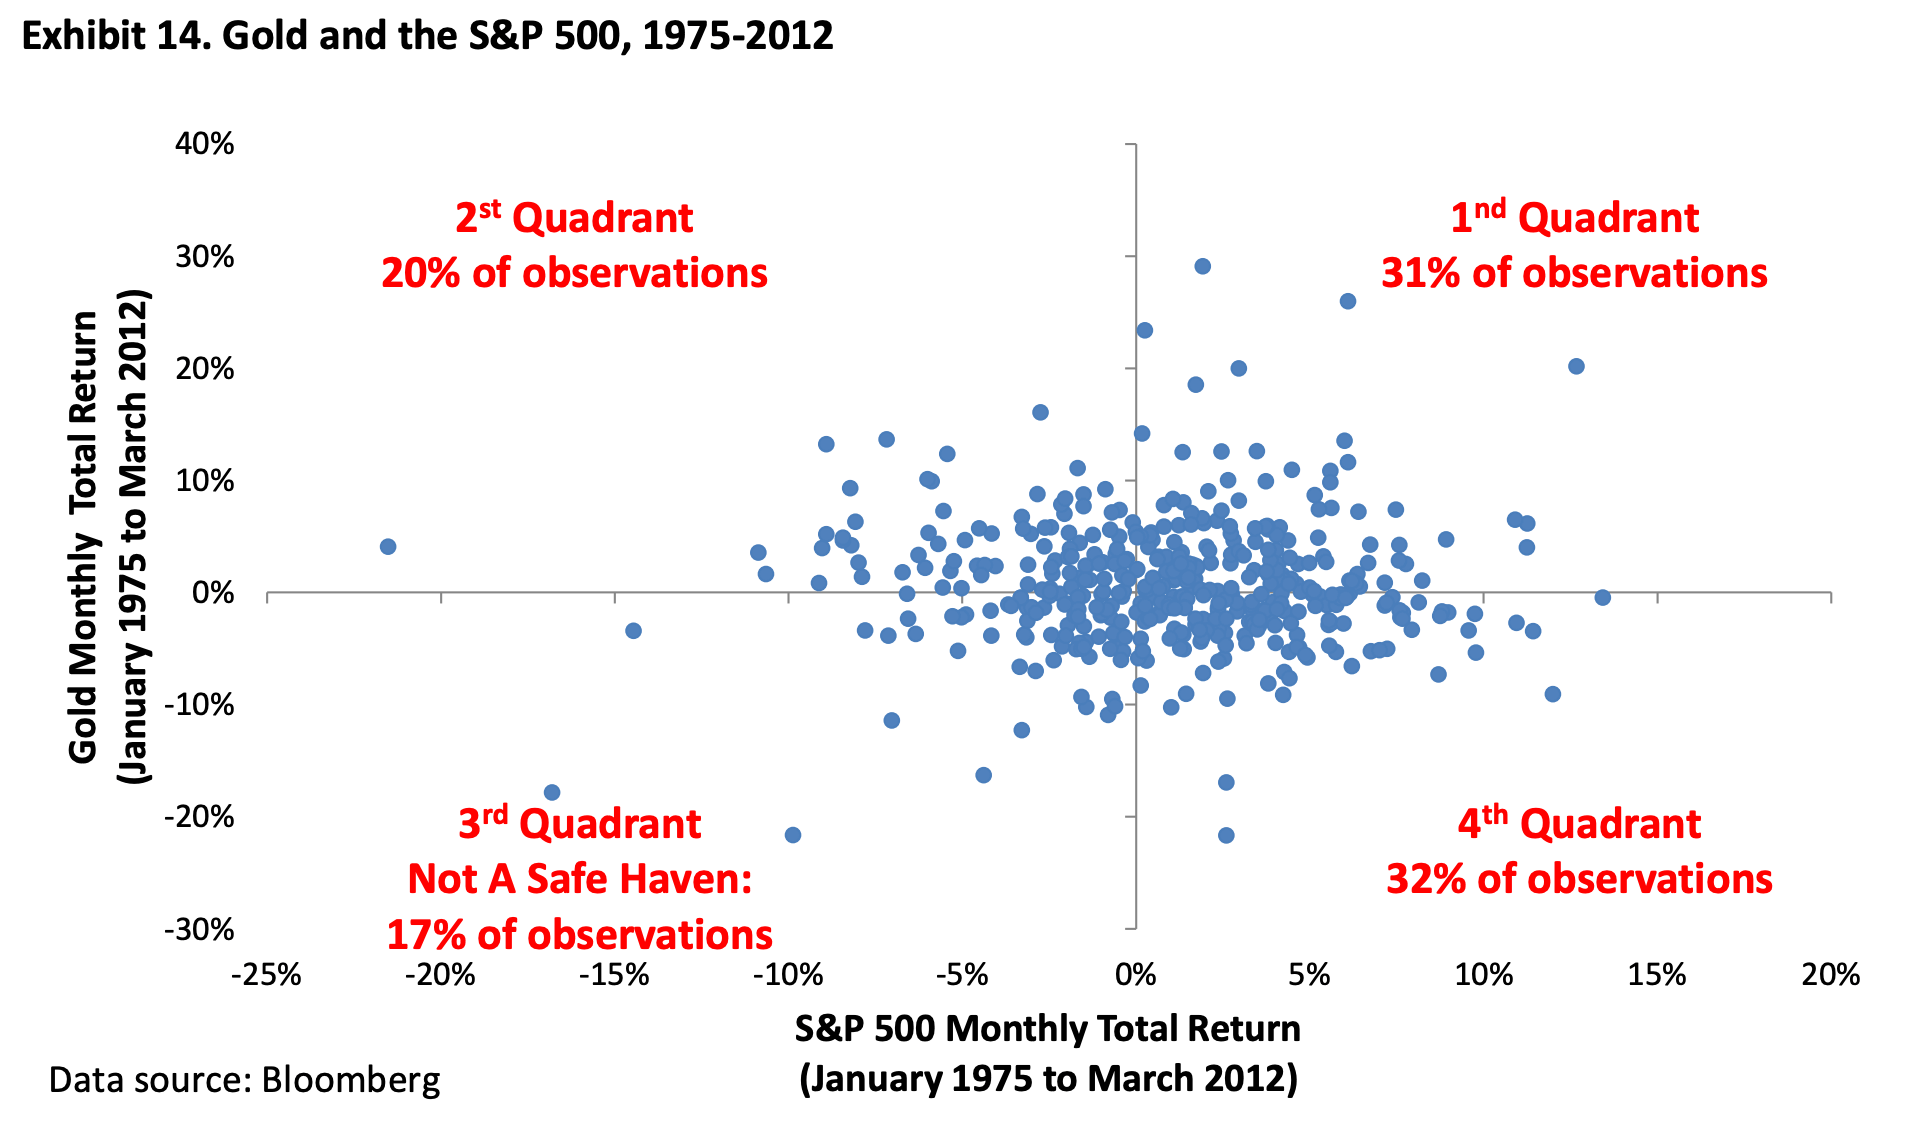 Exhibit 14. Gold and the S&P 500, 1975-2012
40%
30%
20%
10%
0%
-10%
-20%
-30%
Gold Monthly Total Return
(January 1975 to March 2012)
2st Quadrant
20% of observations
1nd Quadrant
31% of observations
3rd Quadrant
Not A Safe Haven:
17% of observations
4th Quadrant
32% of observations
-25% -20% -15% -10% -5% 0% 5% 10% 15% 20%
S&P 500 Monthly Total Return
(January 1975 to March 2012)
Data source: Bloomberg